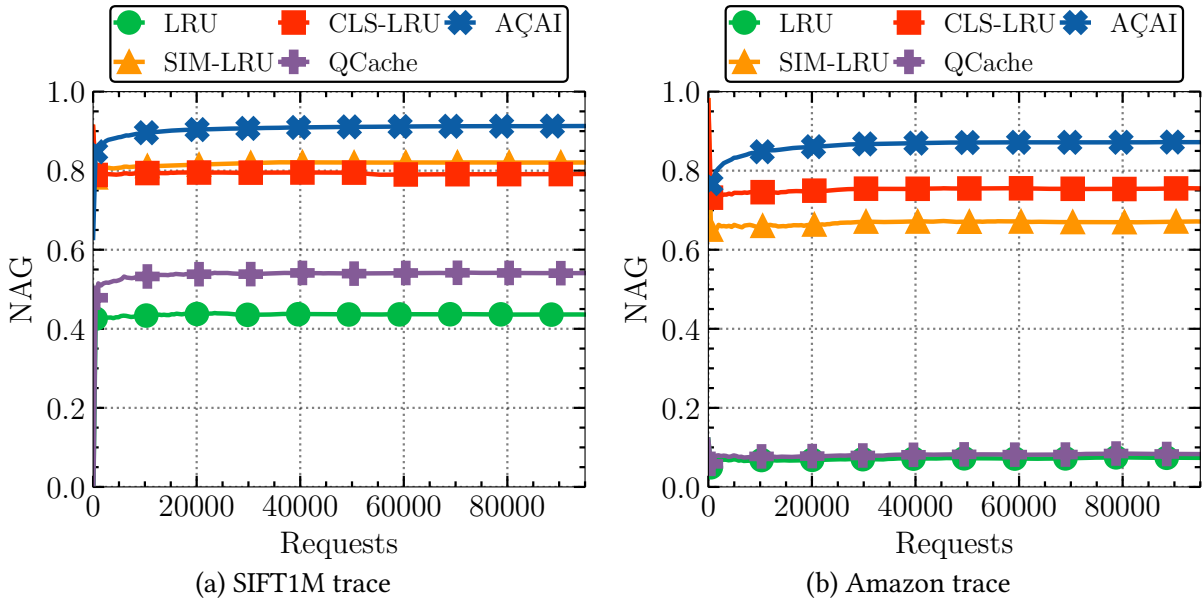 LRU CLS-LRU AÇAI
SIM-LRU QCache
1.0
0.8
0.6
0.4
0.2
0.0
NAG
0 20000 40000 60000 80000
Requests
(a) SIFT1M trace
LRU CLS-LRU AÇAI
SIM-LRU QCache
1.0
0.8
0.6
0.4
0.2
0.0
NAG
0 20000 40000 60000 80000
Requests
(b) Amazon trace